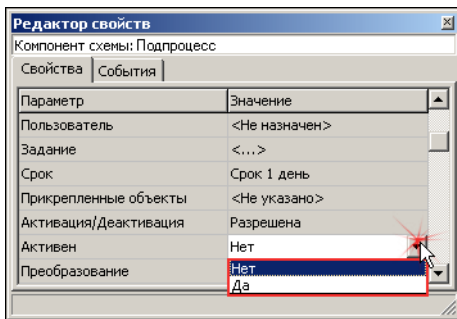 Редактор свойств
Компонент схемы: Подпроцесс
Свойства События
Параметр Значение
Пользователь <Не назначен>
Задание <...>
Срок Срок 1 день
Прикрепленные объекты <Не указано>
Активация/Деактивация Разрешена
Активен Нет
Преобразование Нет
Да